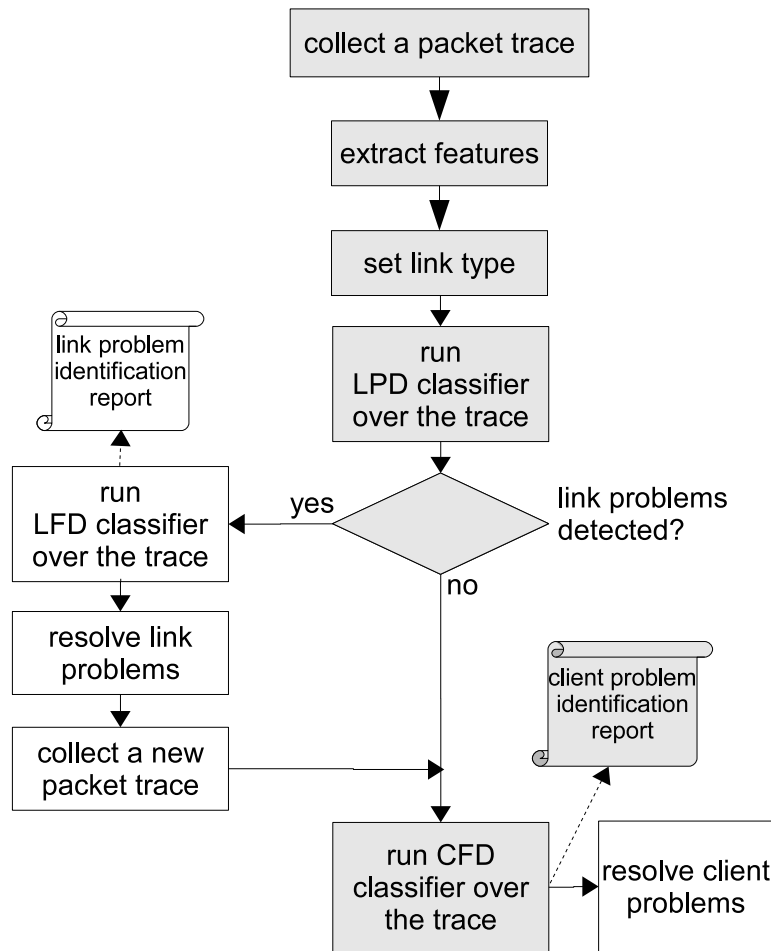 collect a packet trace
extract features
set link type
run
LPD classifier
over the trace
link problem
identification
report
run
LFD classifier
over the trace
yes
link problems
detected?
no
resolve link
problems
client problem
identification
report
collect a new
packet trace
run CFD
classifier over
the trace
resolve client
problems